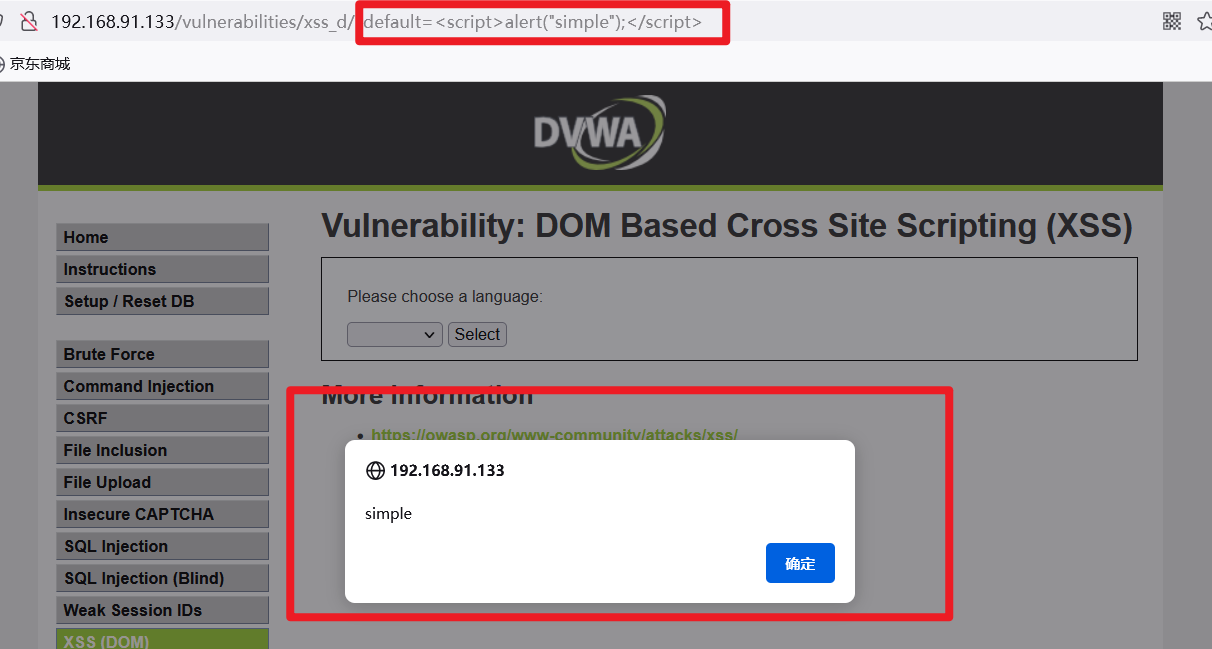 192.168.91.133/vulnerabilities/xss_d/ default=<script>alert("simple");</script>
京东商城
DVWA
Vulnerability: DOM Based Cross Site Scripting (XSS)
Home
Instructions
Setup / Reset DB
Brute Force
Command Injection
CSRF
File Inclusion
File Upload
Insecure CAPTCHA
SQL Injection
SQL Injection (Blind)
Weak Session IDs
XSS (DOM)
Please choose a language:
Select
More Information
https://owasp.org/www-community/attacks/xss/
192.168.91.133
simple
确定